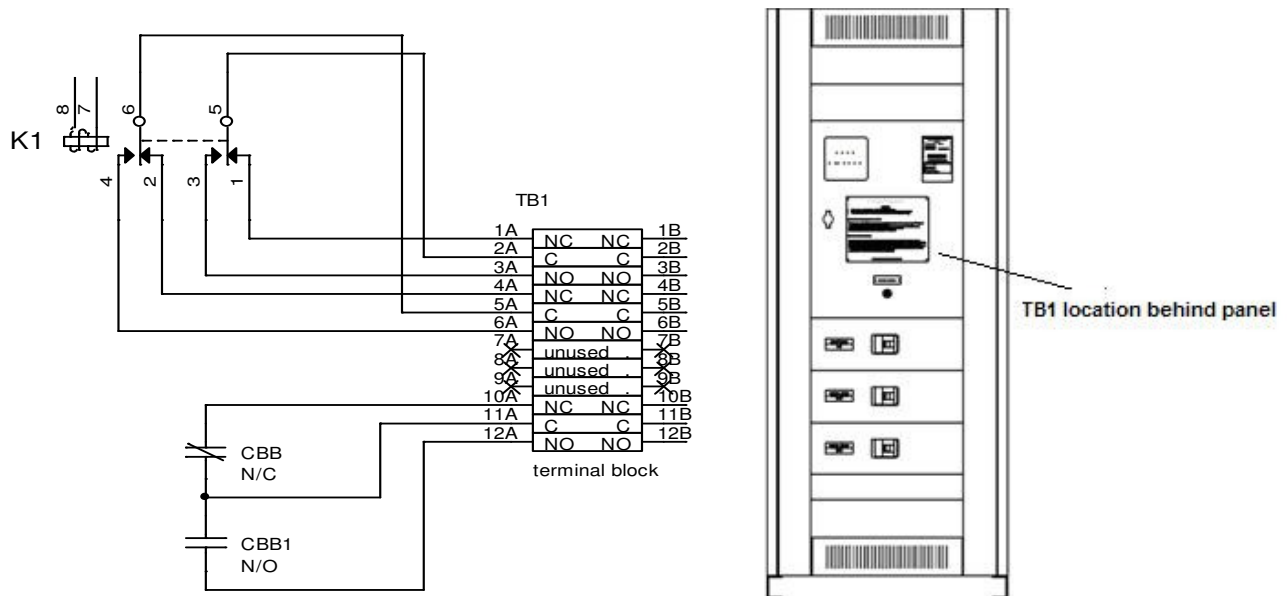 8
7
6
5
K1
4
2
3
1
TB1
1A NC NC 1B
2A C C 2B
3A NO NO 3B
4A NC NC 4B
5A C C 5B
6A NO NO 6B
7A unused . 7B
8A unused . 8B
9A unused . 9B
10A NC NC 10B
11A C C 11B
12A NO NO 12B
terminal block
CBB
N/C
CBB1
N/O
TB1 location behind panel